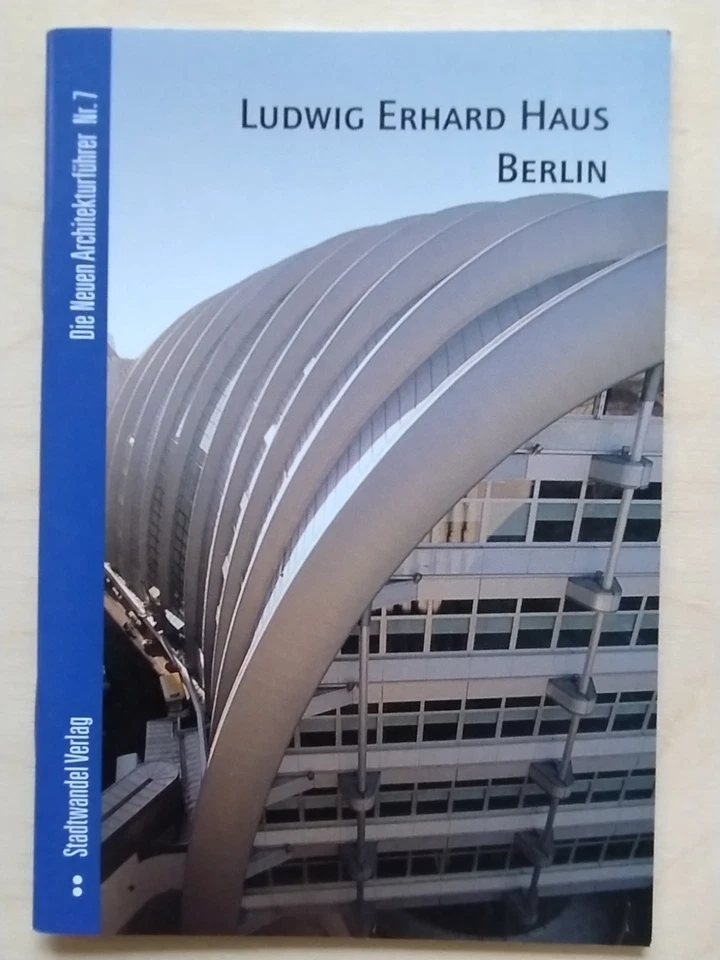 LUDWIG ERHARD HAUS
BERLIN
Die Neuen Architekturführer Nr. 7
Stadtwandel Verlag